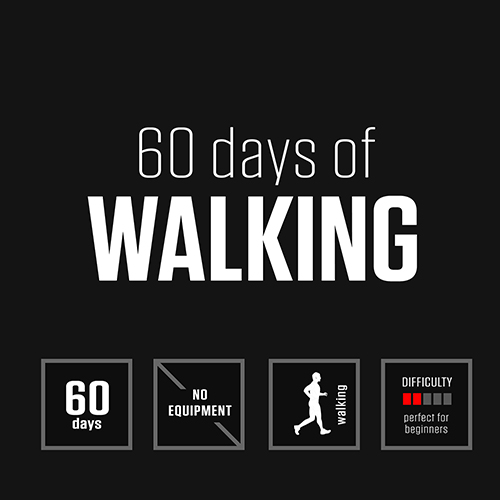 60 days of
WALKING
60
days
NO
EQUIPMENT
walking
DIFFICULTY
perfect for
beginners